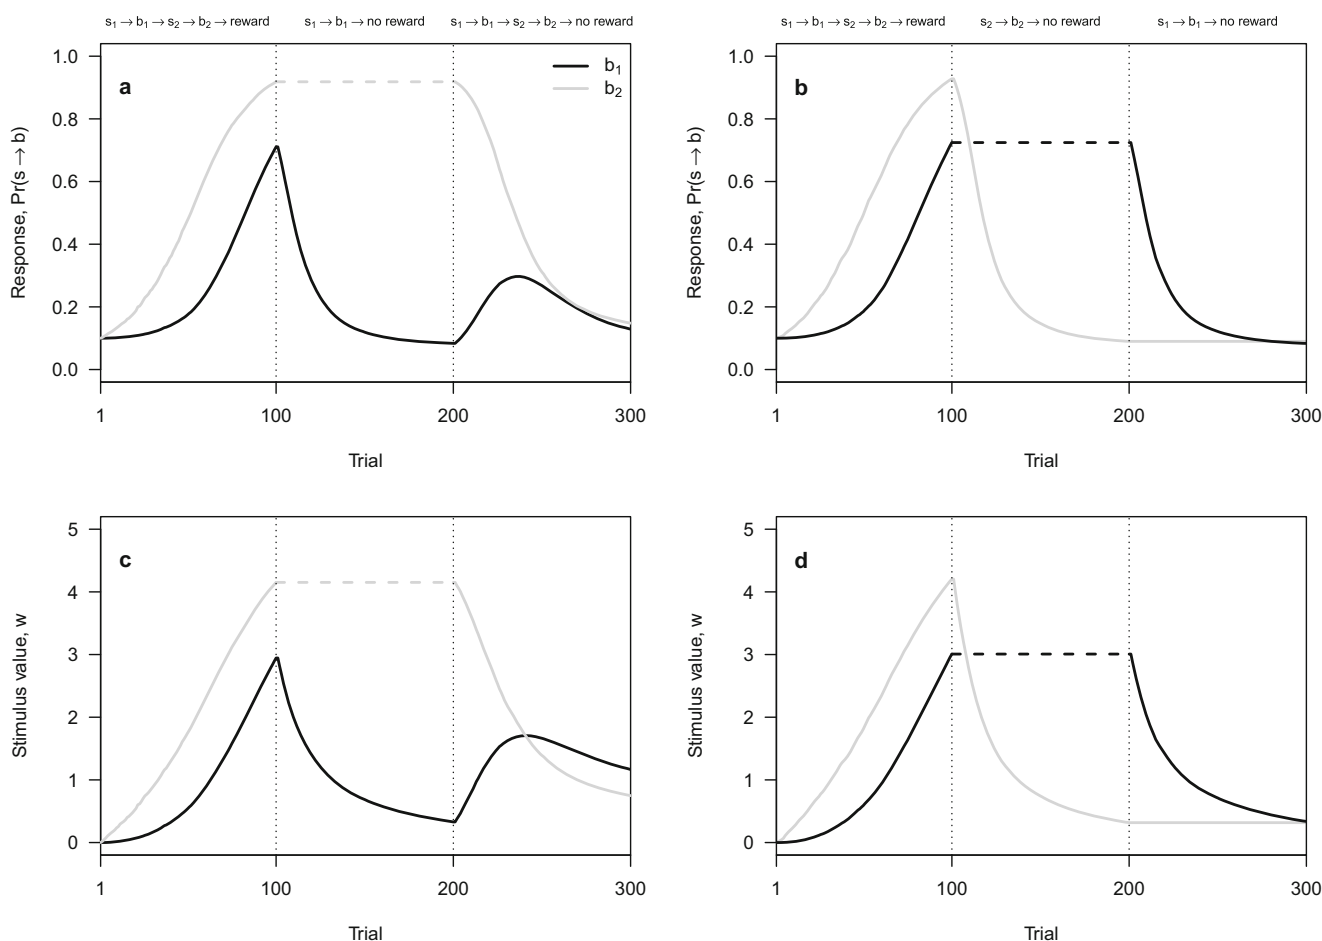 s₁ → b₁ → s₂ → b₂ → reward s₁ → b₁ → no reward s₁ → b₁ → s₂ → b₂ → no reward
s₁ → b₁ → s₂ → b₂ → reward s₂ → b₂ → no reward s₁ → b₁ → no reward
a
b₁
b₂
Response, Pr(s → b)
1.0
0.8
0.6
0.4
0.2
0.0
1 100 200 300
Trial
b
Response, Pr(s → b)
1.0
0.8
0.6
0.4
0.2
0.0
1 100 200 300
Trial
c
Stimulus value, w
5
4
3
2
1
0
1 100 200 300
Trial
d
Stimulus value, w
5
4
3
2
1
0
1 100 200 300
Trial